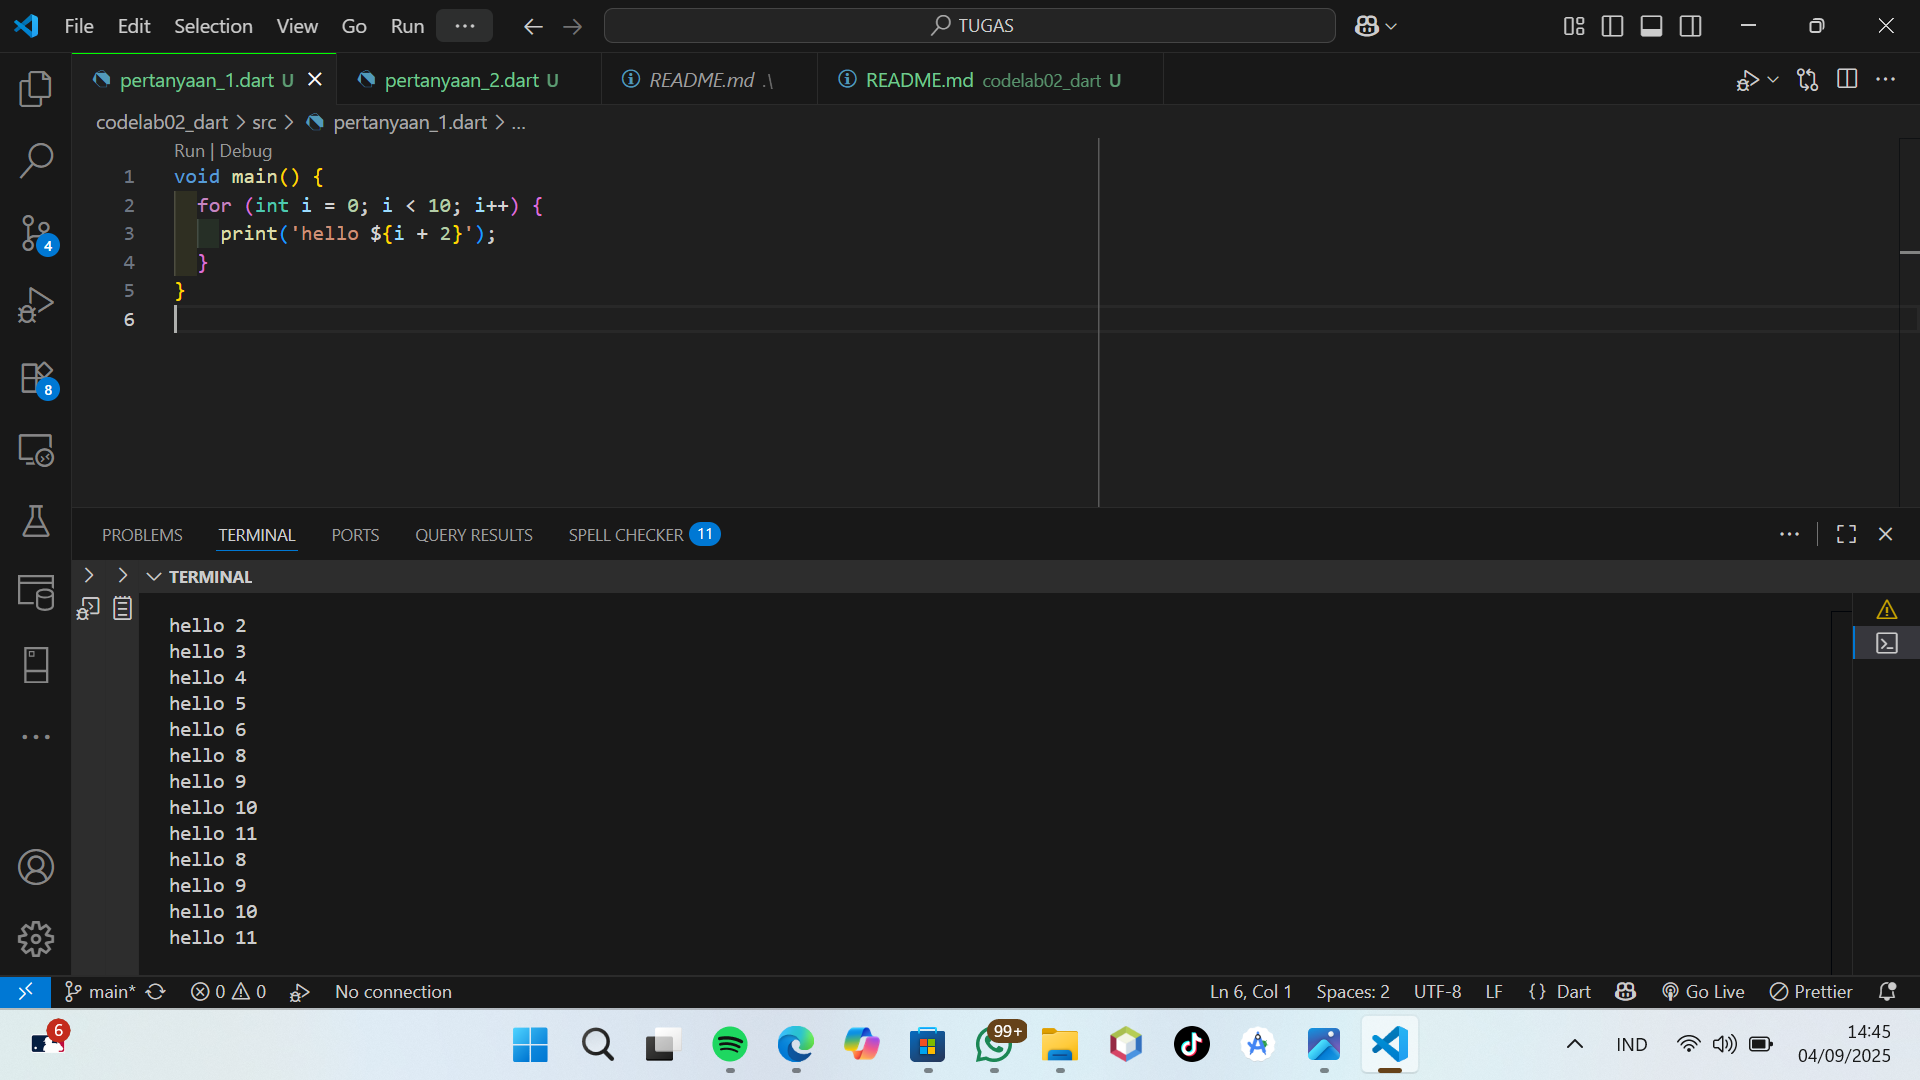 File Edit Selection View Go Run ··· TUGAS
pertanyaan_1.dart U pertanyaan_2.dart U README.md .\ README.md codelab02_dart U
codelab02_dart > src > pertanyaan_1.dart > ...
Run | Debug
1 void main() {
2 for (int i = 0; i < 10; i++) {
3 print('hello ${i + 2}');
4 }
5 }
6
4
8
PROBLEMS TERMINAL PORTS QUERY RESULTS SPELL CHECKER 11
TERMINAL
hello 2
hello 3
hello 4
hello 5
hello 6
hello 8
hello 9
hello 10
hello 11
hello 8
hello 9
hello 10
hello 11
main* 0 0 No connection Ln 6, Col 1 Spaces: 2 UTF-8 LF {} Dart Go Live Prettier
6 99+ IND 14:45
04/09/2025